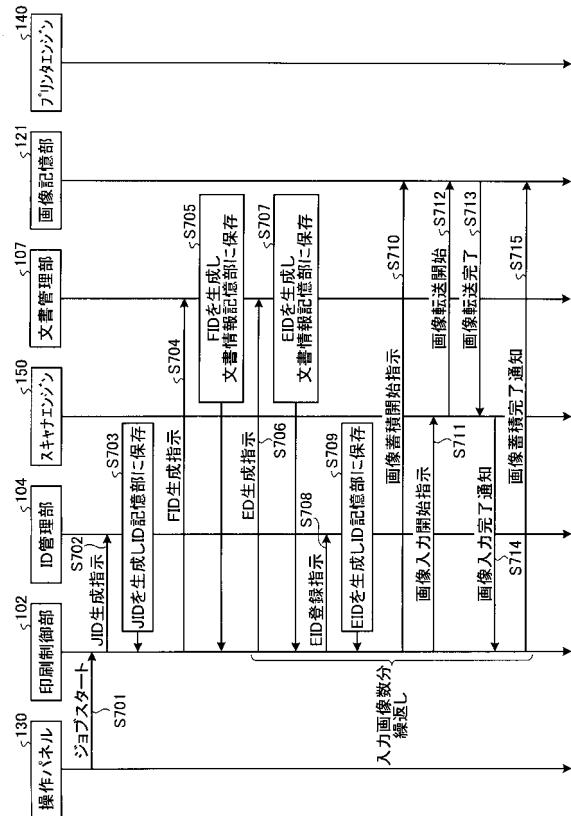 130
操作パネル
102
印刷制御部
104
ID管理部
150
スキャナエンジン
107
文書管理部
121
画像記憶部
140
プリンタエンジン
ジョブスタート
S701
JID生成指示
S702
JIDを生成しID記憶部に保存
S703
FID生成指示
S704
FIDを生成し
文書情報記憶部に保存
S705
ED生成指示
S706
EIDを生成し
文書情報記憶部に保存
S707
EID登録指示
S708
EIDを生成しID記憶部に保存
S709
画像蓄積開始指示
S710
画像入力開始指示
S711
画像転送開始
S712
画像転送完了
S713
画像入力完了通知
S714
画像蓄積完了通知
S715
入力画像数分
繰返し